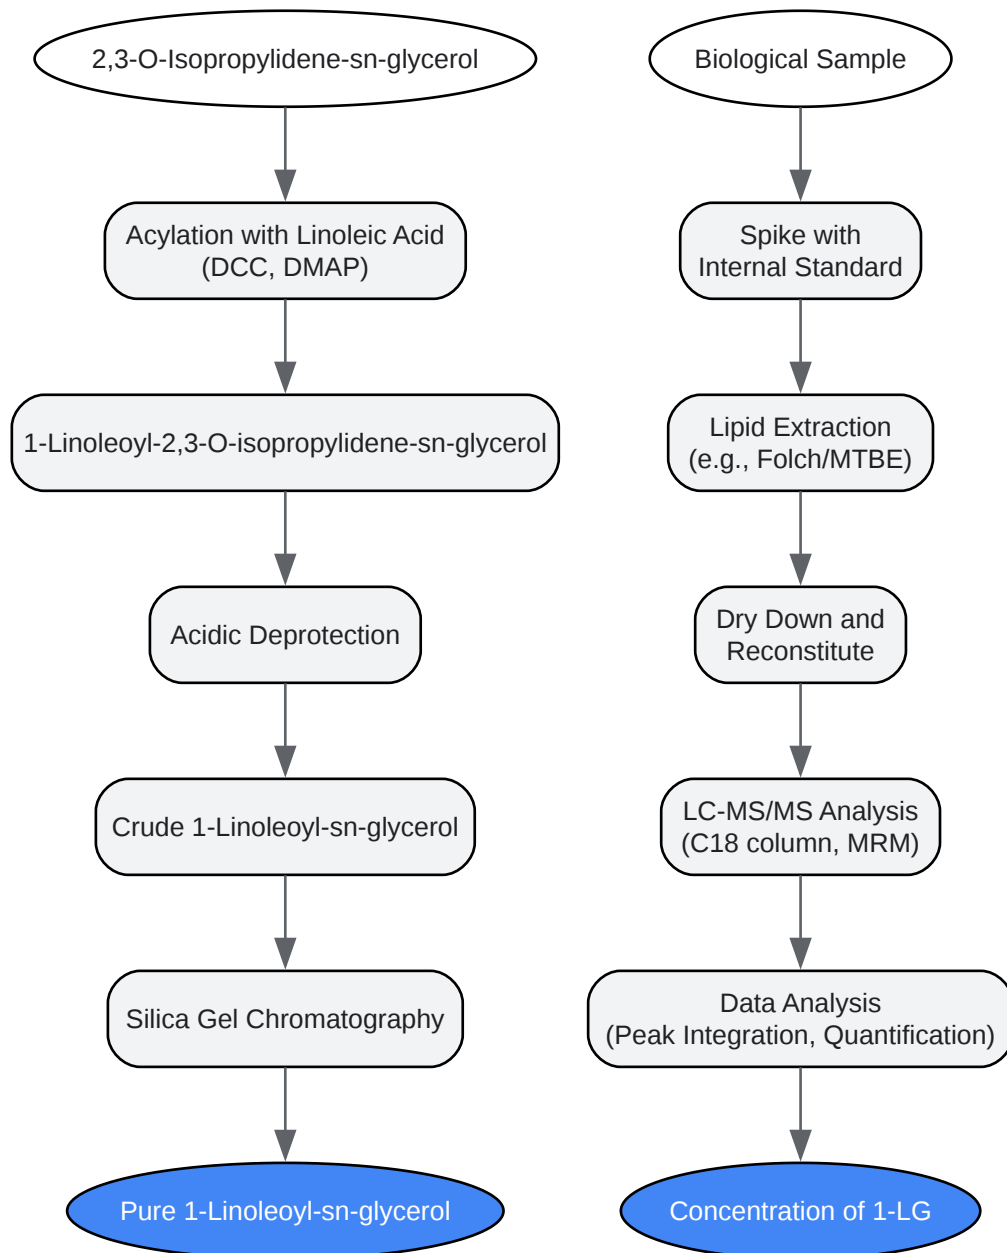 2,3-O-Isopropylidene-sn-glycerol
Acylation with Linoleic Acid
(DCC, DMAP)
1-Linoleoyl-2,3-O-isopropylidene-sn-glycerol
Acidic Deprotection
Crude 1-Linoleoyl-sn-glycerol
Silica Gel Chromatography
Pure 1-Linoleoyl-sn-glycerol
Biological Sample
Spike with
Internal Standard
Lipid Extraction
(e.g., Folch/MTBE)
Dry Down and
Reconstitute
LC-MS/MS Analysis
(C18 column, MRM)
Data Analysis
(Peak Integration, Quantification)
Concentration of 1-LG